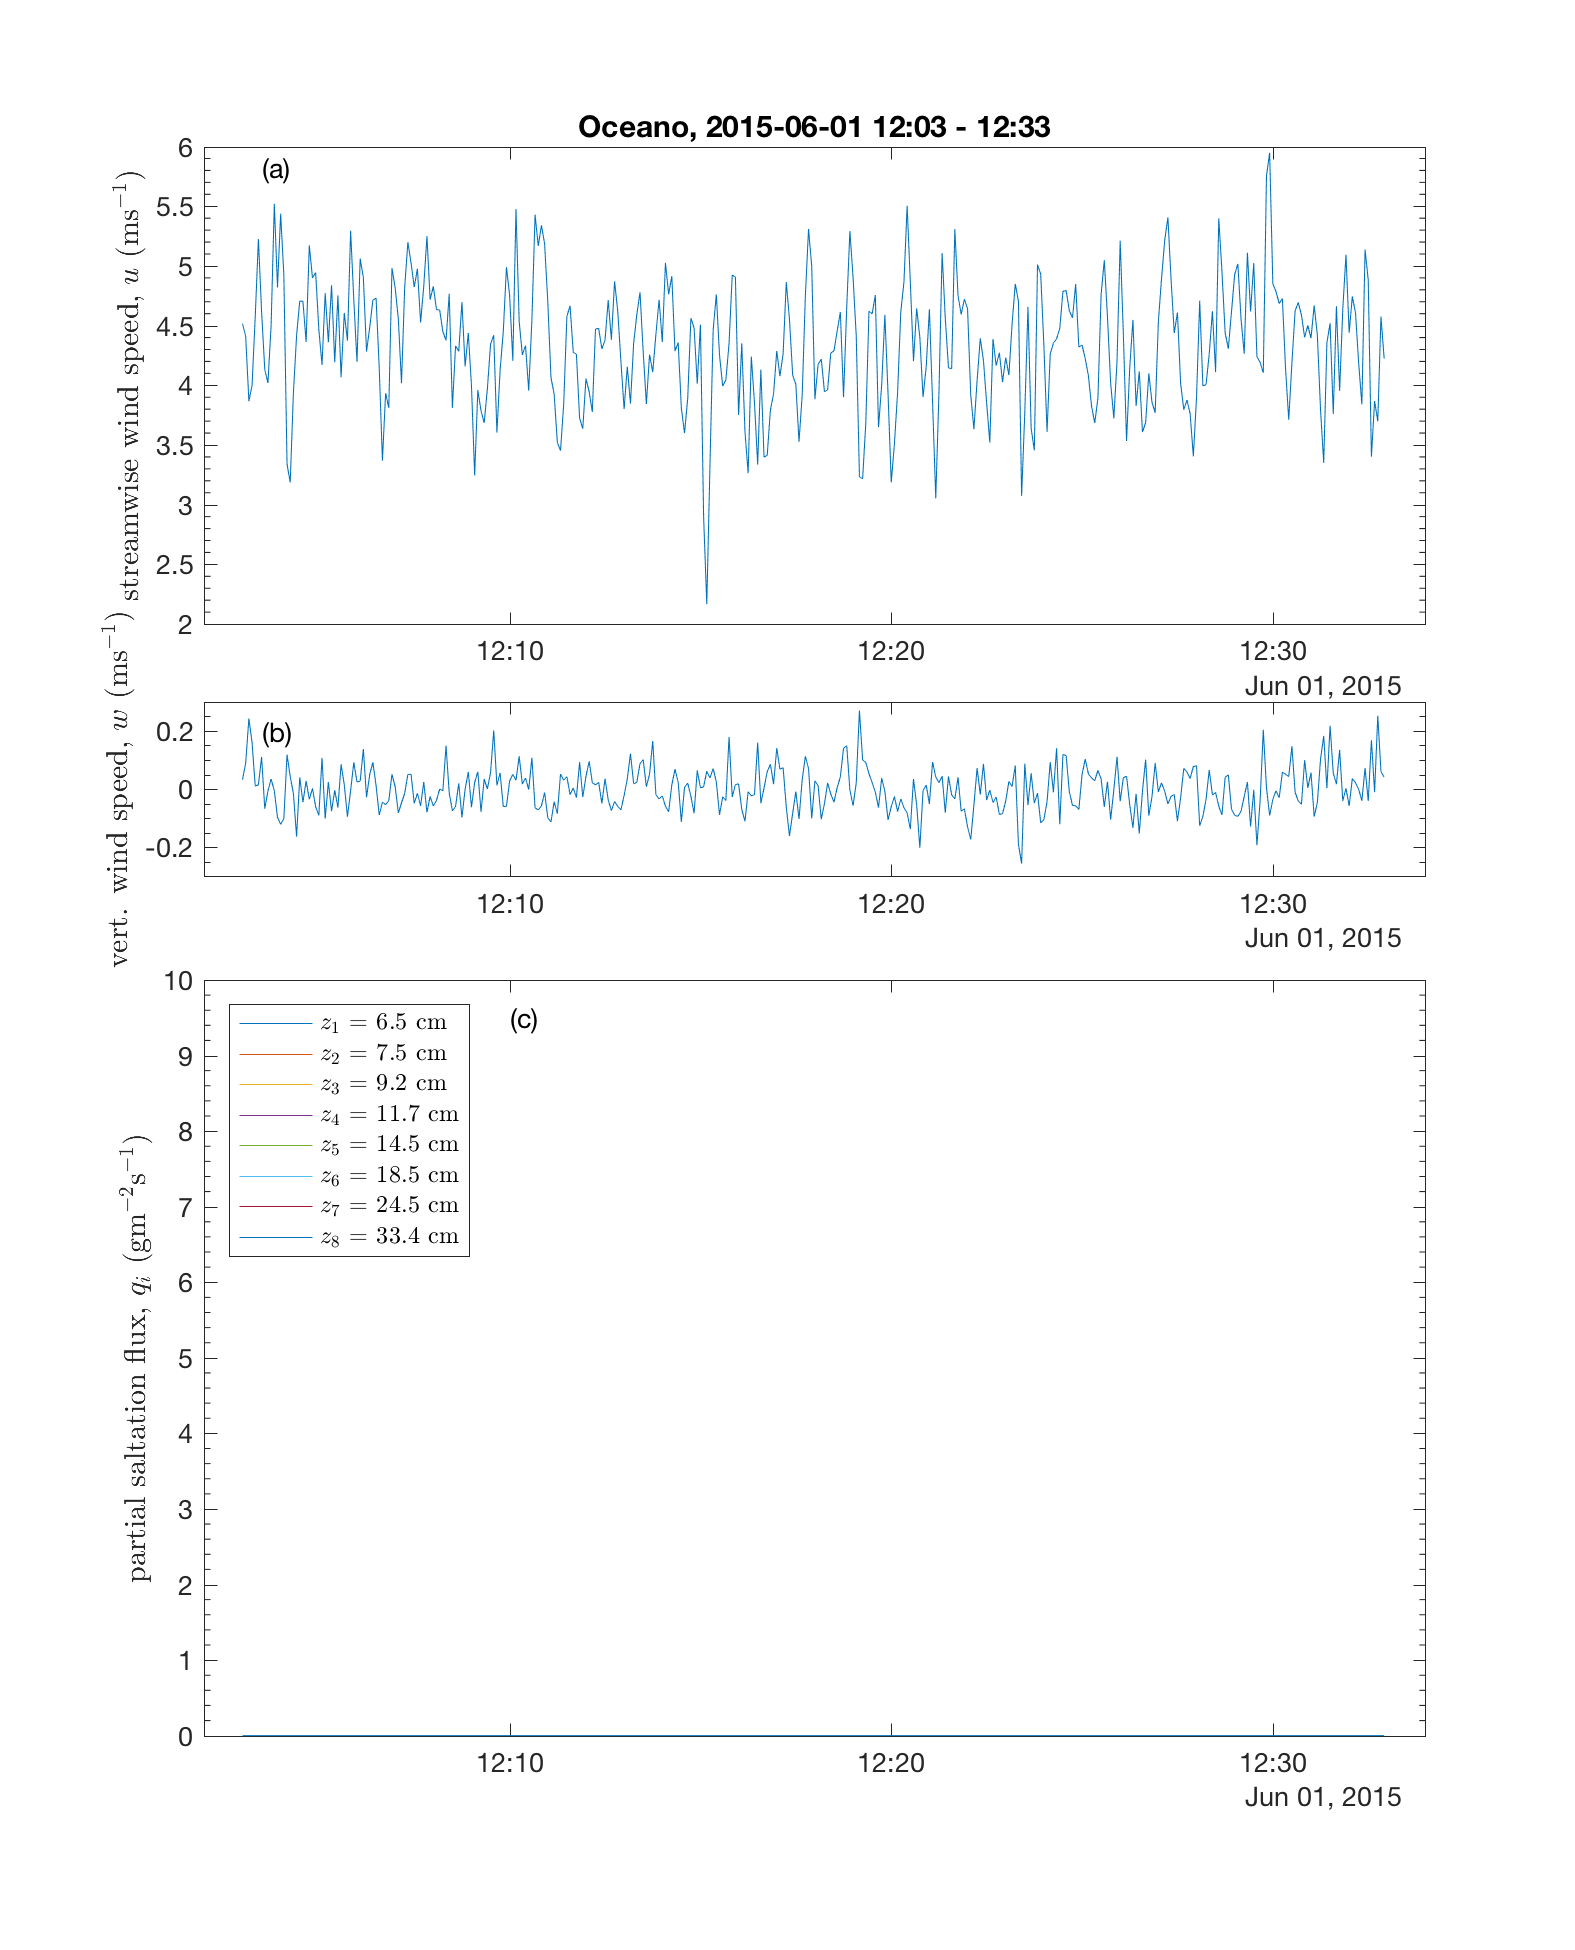 Oceano, 2015-06-01 12:03 - 12:33
(a)
streamwise wind speed, u (ms⁻¹)
6
5.5
5
4.5
4
3.5
3
2.5
2
12:10 12:20 12:30
Jun 01, 2015
(b)
vert. wind speed, w (ms⁻¹)
0.2
0
-0.2
12:10 12:20 12:30
Jun 01, 2015
(c)
partial saltation flux, qᵢ (gm⁻²s⁻¹)
10
9
8
7
6
5
4
3
2
1
0
z₁ = 6.5 cm
z₂ = 7.5 cm
z₃ = 9.2 cm
z₄ = 11.7 cm
z₅ = 14.5 cm
z₆ = 18.5 cm
z₇ = 24.5 cm
z₈ = 33.4 cm
12:10 12:20 12:30
Jun 01, 2015